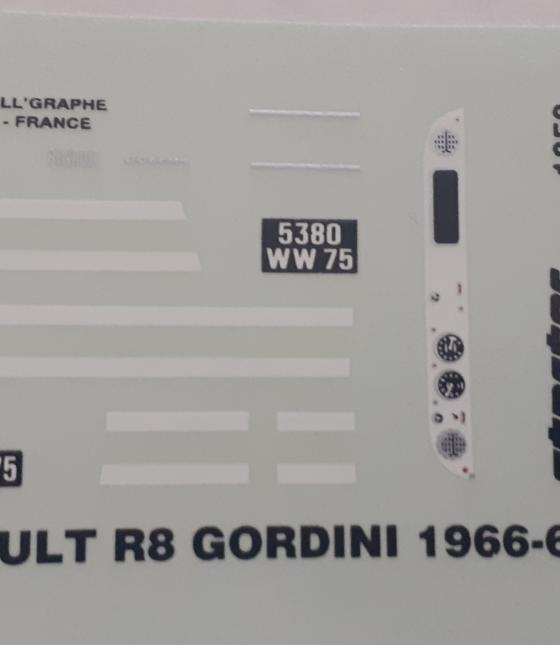 LL'GRAPHE
- FRANCE
5380
WW 75
75
ULT R8 GORDINI 1966-6